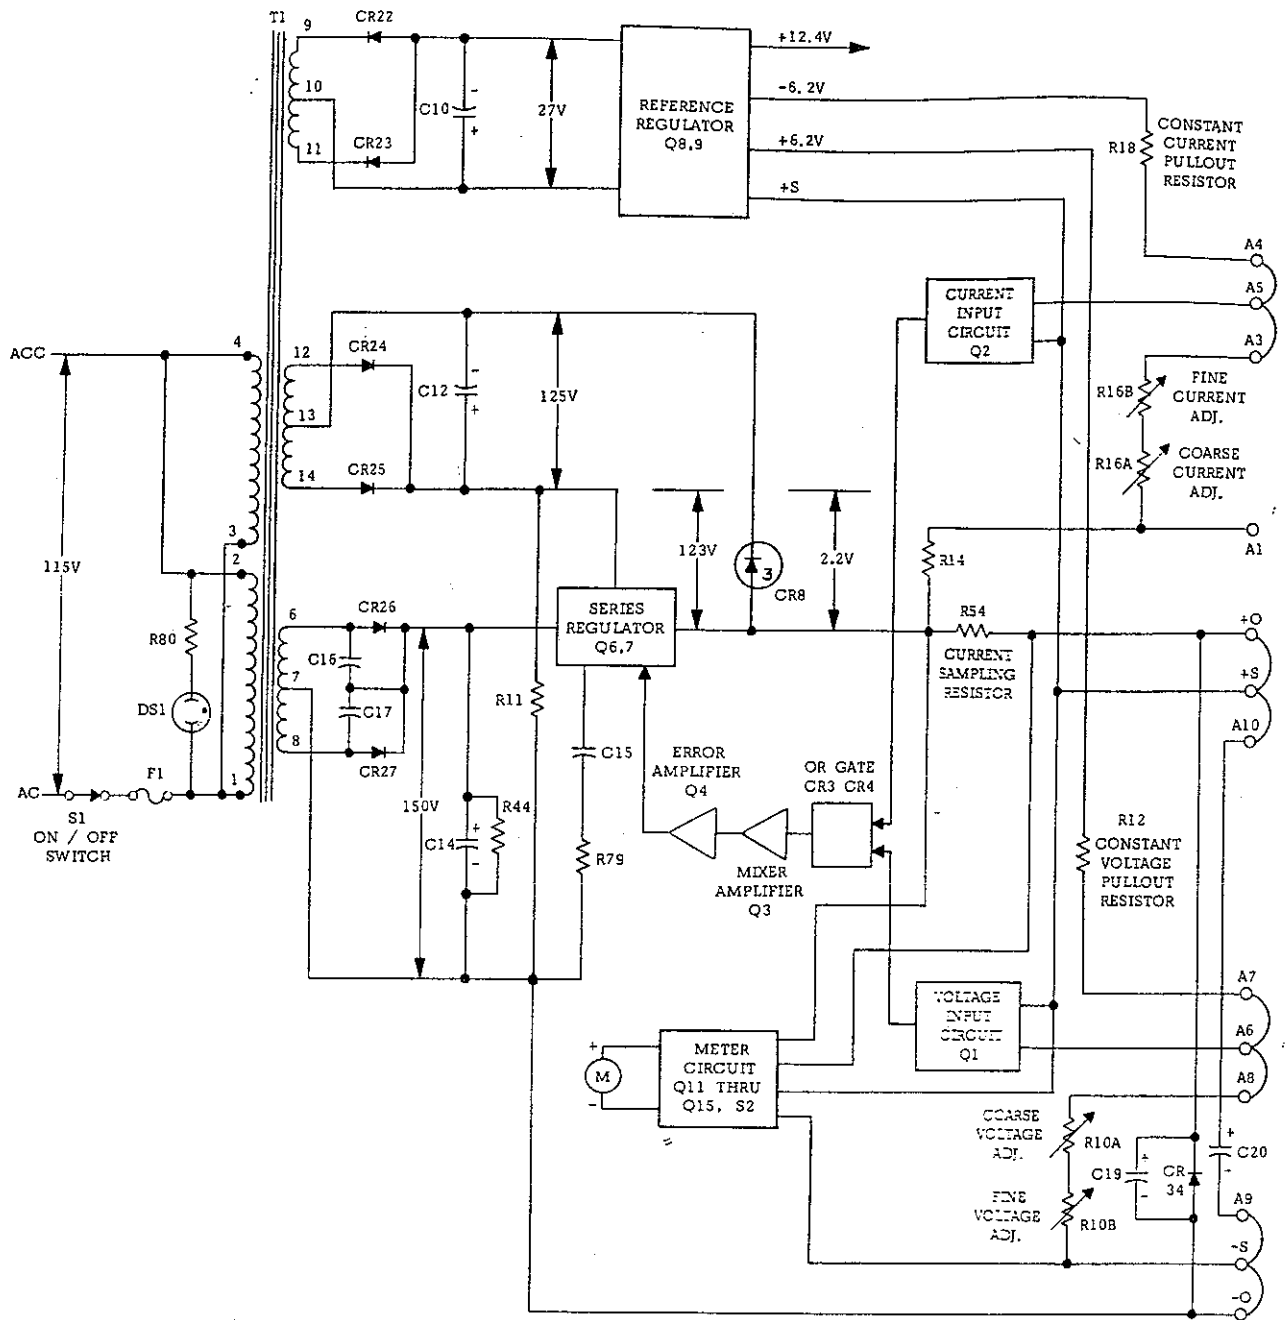 T1
9
CR22
10
C10
-
+
27V
11
CR23
REFERENCE
REGULATOR
Q8,9
+12.4V
-6.2V
+6.2V
+S
R18
CONSTANT
CURRENT
PULLOUT
RESISTOR
A4
A5
A3
CURRENT
INPUT
CIRCUIT
Q2
R16B
FINE
CURRENT
ADJ.
R16A
COARSE
CURRENT
ADJ.
A1
ACC
4
115V
3
2
R80
DS1
1
AC
S1
ON / OFF
SWITCH
F1
12
CR24
13
14
CR25
C12
-
+
125V
123V
2.2V
3
CR8
R14
R54
CURRENT
SAMPLING
RESISTOR
+O
+S
A10
6
CR26
C16
7
C17
8
CR27
150V
SERIES
REGULATOR
Q6,7
R11
C15
R44
C14
+
-
R79
ERROR
AMPLIFIER
Q4
MIXER
AMPLIFIER
Q3
OR GATE
CR3 CR4
R12
CONSTANT
VOLTAGE
PULLOUT
RESISTOR
A7
A6
A8
VOLTAGE
INPUT
CIRCUIT
Q1
METER
CIRCUIT
Q11 THRU
Q15, S2
+
M
-
COARSE
VOLTAGE
ADJ.
R10A
FINE
VOLTAGE
ADJ.
R10B
C19
+
-
CR
34
+
C20
-
A9
-S
-O